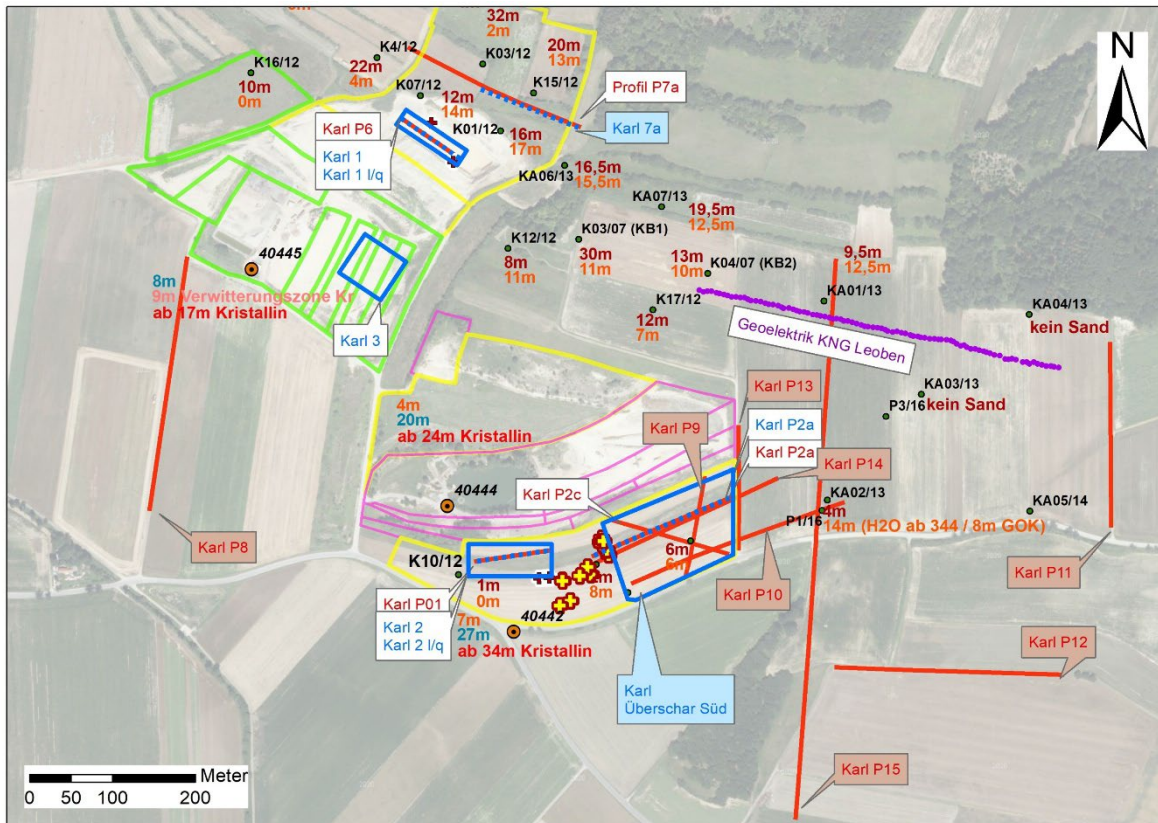 32m
2m
K4/12
22m
4m
K03/12
20m
13m
K16/12
10m
0m
K15/12
K07/12
12m
14m
Profil P7a
Karl 7a
Karl P6
Karl 1
Karl 1 l/q
K01/12
16m
17m
KA06/13
16,5m
15,5m
KA07/13
19,5m
12,5m
K12/12
8m
11m
K03/07 (KB1)
30m
11m
13m
10m
K04/07 (KB2)
9,5m
12,5m
KA01/13
K17/12
12m
7m
Geoelektrik KNG Leoben
KA04/13
kein Sand
40445
8m
9m Verwitterungszone Kr
ab 17m Kristallin
Karl 3
KA03/13
kein Sand
P3/16
4m
20m
ab 24m Kristallin
Karl P13
Karl P9
Karl P2a
Karl P2a
Karl P14
Karl P2c
40444
Karl P8
KA02/13
4m
P1/16
14m (H2O ab 344 / 8m GOK)
KA05/14
K10/12
1m
0m
6m
6m
8m
Karl P10
Karl P11
Karl P01
Karl 2
Karl 2 l/q
40442
7m
27m
ab 34m Kristallin
Karl P12
Karl
Überschar Süd
Karl P15
N
Meter
0 50 100 200